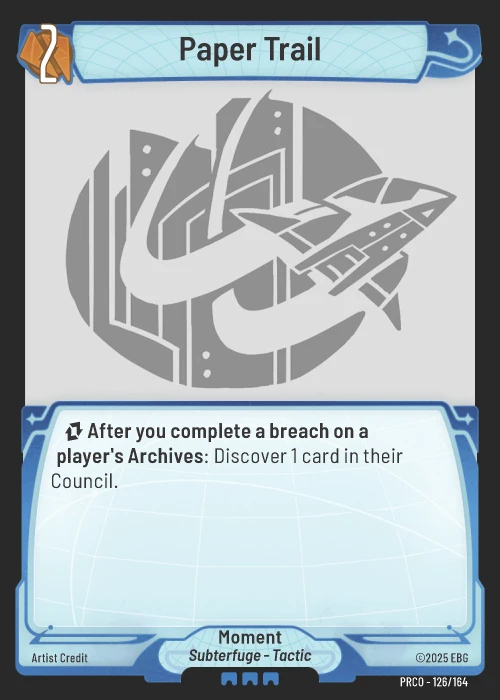 2
Paper Trail
After you complete a breach on a
player's Archives: Discover 1 card in their
Council.
Moment
Subterfuge - Tactic
Artist Credit
©2025 EBG
PRCO - 126/164